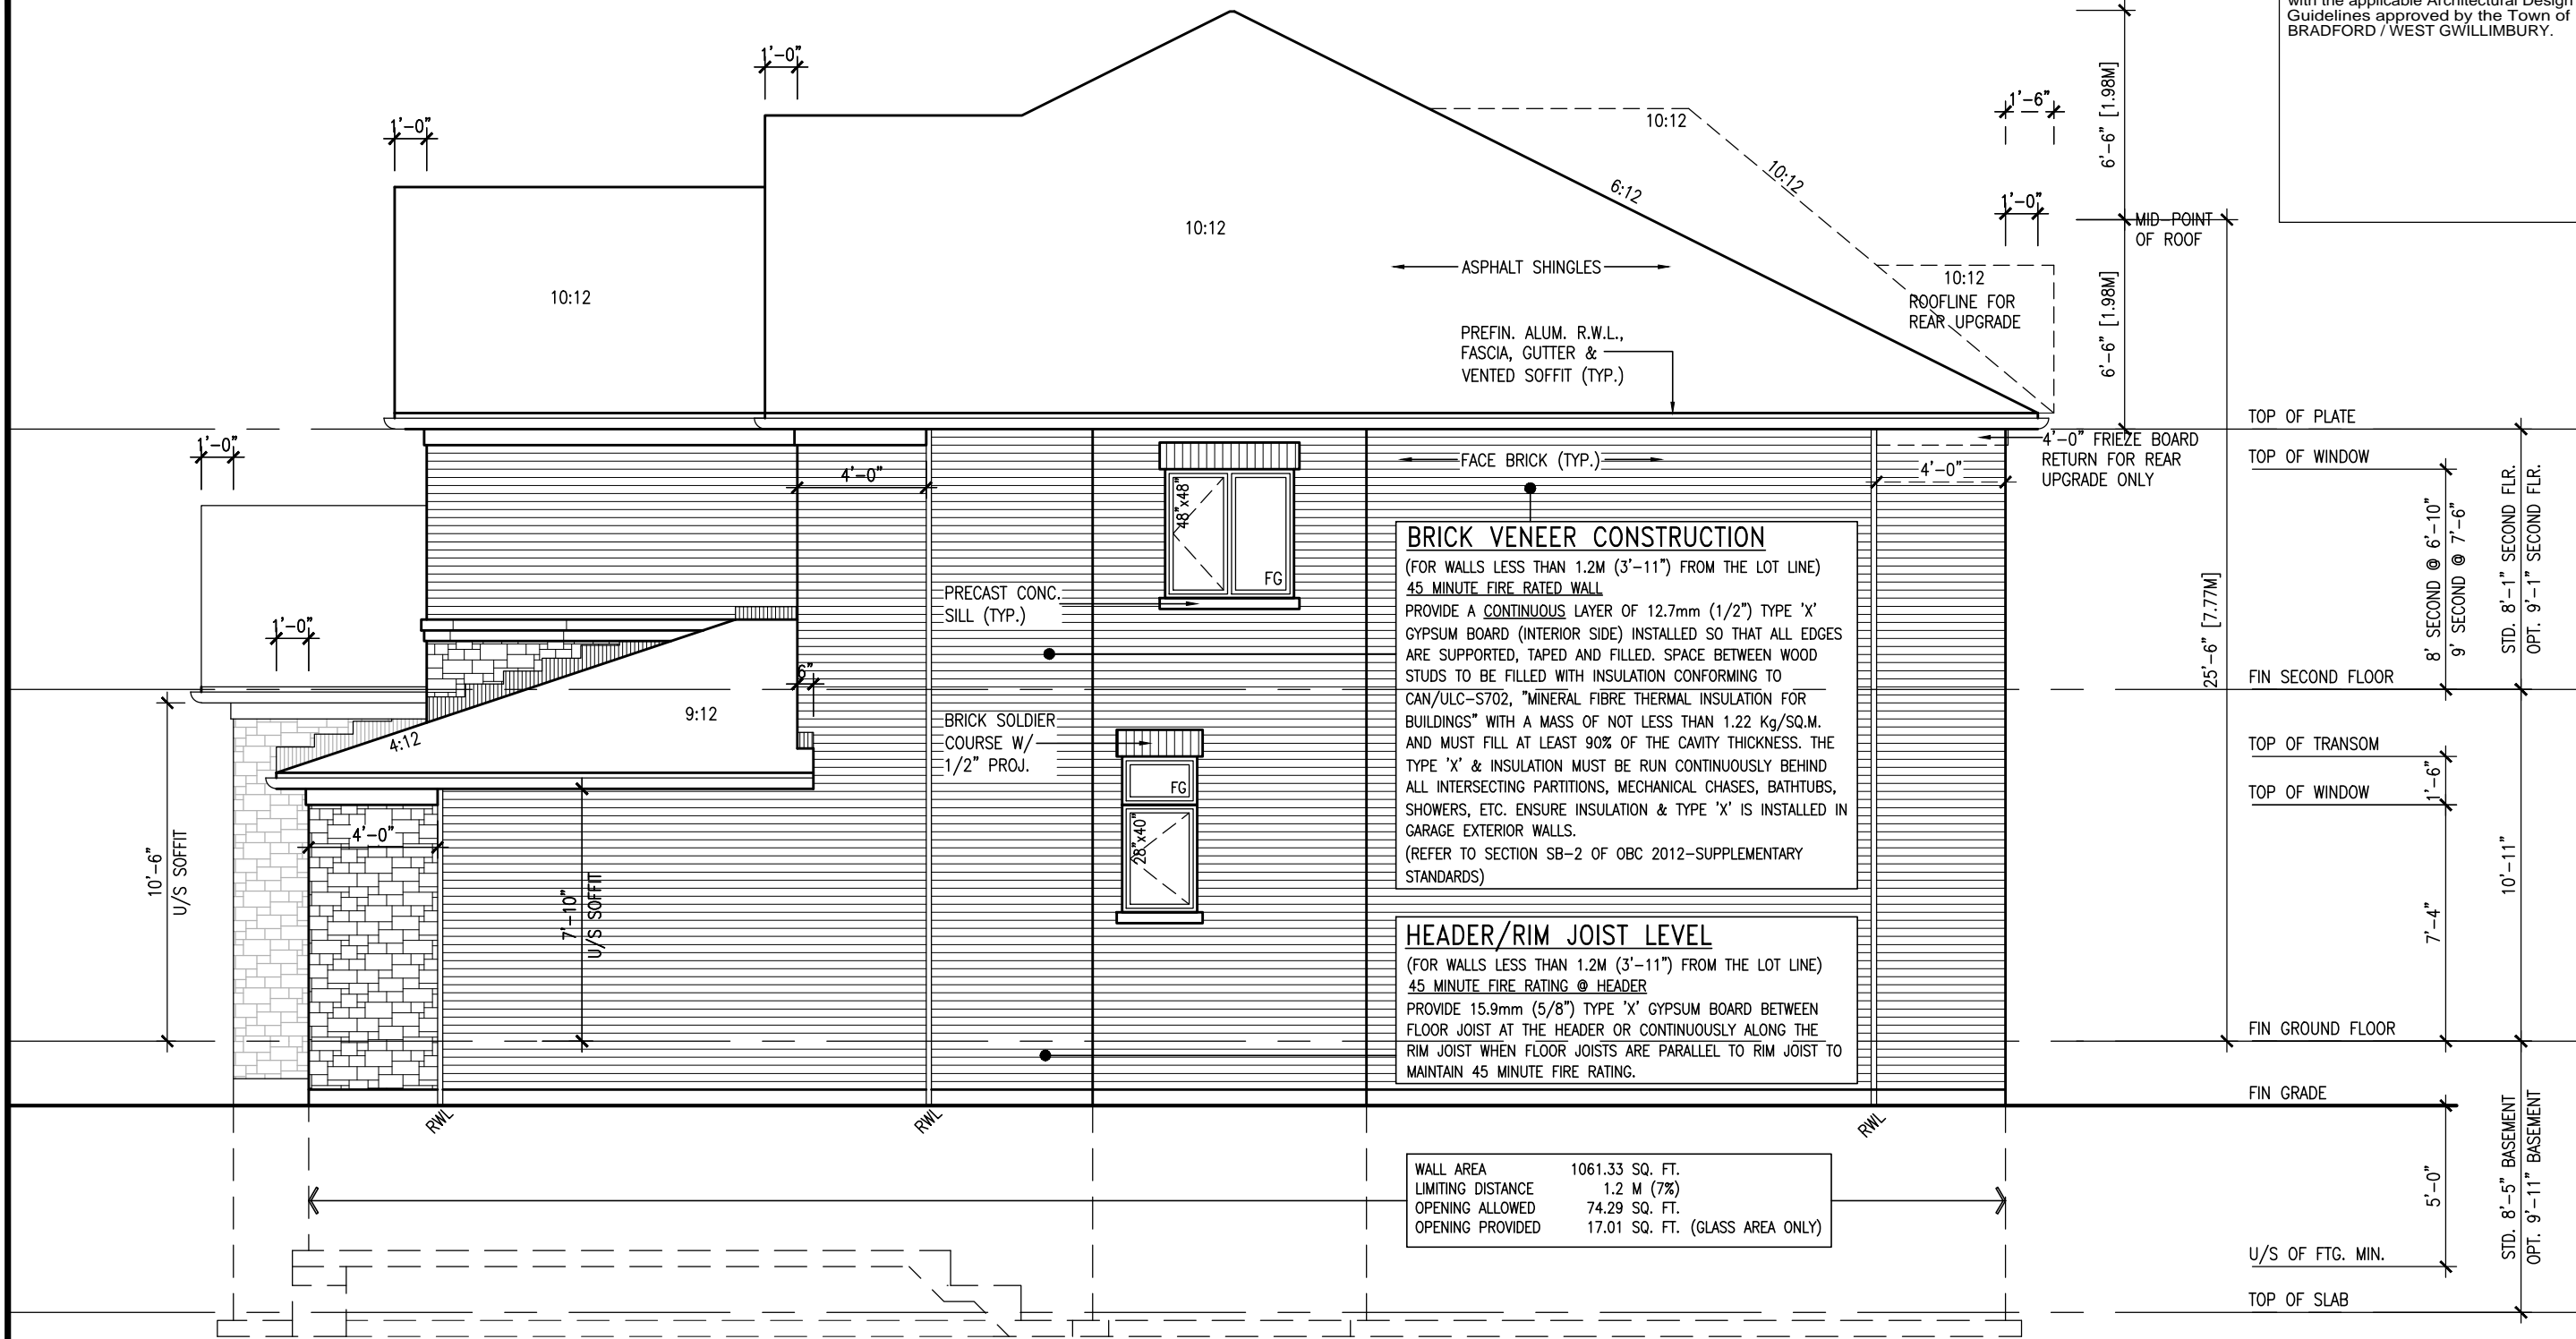 with the applicable Architectural Design
Guidelines approved by the Town of
BRADFORD / WEST GWILLIMBURY.
1'-0"
1'-0"
1'-6"
1'-0"
10:12
10:12
6:12
10:12
10:12
10:12
ROOFLINE FOR
REAR UPGRADE
ASPHALT SHINGLES
PREFIN. ALUM. R.W.L.,
FASCIA, GUTTER &
VENTED SOFFIT (TYP.)
6'-6" [1.98M]
MID-POINT
OF ROOF
6'-6" [1.98M]
TOP OF PLATE
TOP OF WINDOW
4'-0" FRIEZE BOARD
RETURN FOR REAR
UPGRADE ONLY
1'-0"
4'-0"
FACE BRICK (TYP.)
4'-0"
48"x48"
FG
PRECAST CONC.
SILL (TYP.)
1'-0"
6"
9:12
4:12
BRICK SOLDIER
COURSE W/
1/2" PROJ.
FG
28"x40"
4'-0"
10'-6"
U/S SOFFIT
7'-10"
U/S SOFFIT
BRICK VENEER CONSTRUCTION
(FOR WALLS LESS THAN 1.2M (3'-11") FROM THE LOT LINE)
45 MINUTE FIRE RATED WALL
PROVIDE A CONTINUOUS LAYER OF 12.7mm (1/2") TYPE 'X'
GYPSUM BOARD (INTERIOR SIDE) INSTALLED SO THAT ALL EDGES
ARE SUPPORTED, TAPED AND FILLED. SPACE BETWEEN WOOD
STUDS TO BE FILLED WITH INSULATION CONFORMING TO
CAN/ULC-S702, "MINERAL FIBRE THERMAL INSULATION FOR
BUILDINGS" WITH A MASS OF NOT LESS THAN 1.22 Kg/SQ.M.
AND MUST FILL AT LEAST 90% OF THE CAVITY THICKNESS. THE
TYPE 'X' & INSULATION MUST BE RUN CONTINUOUSLY BEHIND
ALL INTERSECTING PARTITIONS, MECHANICAL CHASES, BATHTUBS,
SHOWERS, ETC. ENSURE INSULATION & TYPE 'X' IS INSTALLED IN
GARAGE EXTERIOR WALLS.
(REFER TO SECTION SB-2 OF OBC 2012-SUPPLEMENTARY
STANDARDS)
HEADER/RIM JOIST LEVEL
(FOR WALLS LESS THAN 1.2M (3'-11") FROM THE LOT LINE)
45 MINUTE FIRE RATING @ HEADER
PROVIDE 15.9mm (5/8") TYPE 'X' GYPSUM BOARD BETWEEN
FLOOR JOIST AT THE HEADER OR CONTINUOUSLY ALONG THE
RIM JOIST WHEN FLOOR JOISTS ARE PARALLEL TO RIM JOIST TO
MAINTAIN 45 MINUTE FIRE RATING.
25'-6" [7.77M]
8' SECOND @ 6'-10"
9' SECOND @ 7'-6"
STD. 8'-1" SECOND FLR.
OPT. 9'-1" SECOND FLR.
FIN SECOND FLOOR
TOP OF TRANSOM
1'-6"
TOP OF WINDOW
7'-4"
10'-11"
FIN GROUND FLOOR
FIN GRADE
RWL
RWL
RWL
WALL AREA 1061.33 SQ. FT.
LIMITING DISTANCE 1.2 M (7%)
OPENING ALLOWED 74.29 SQ. FT.
OPENING PROVIDED 17.01 SQ. FT. (GLASS AREA ONLY)
5'-0"
STD. 8'-5" BASEMENT
OPT. 9'-11" BASEMENT
U/S OF FTG. MIN.
TOP OF SLAB